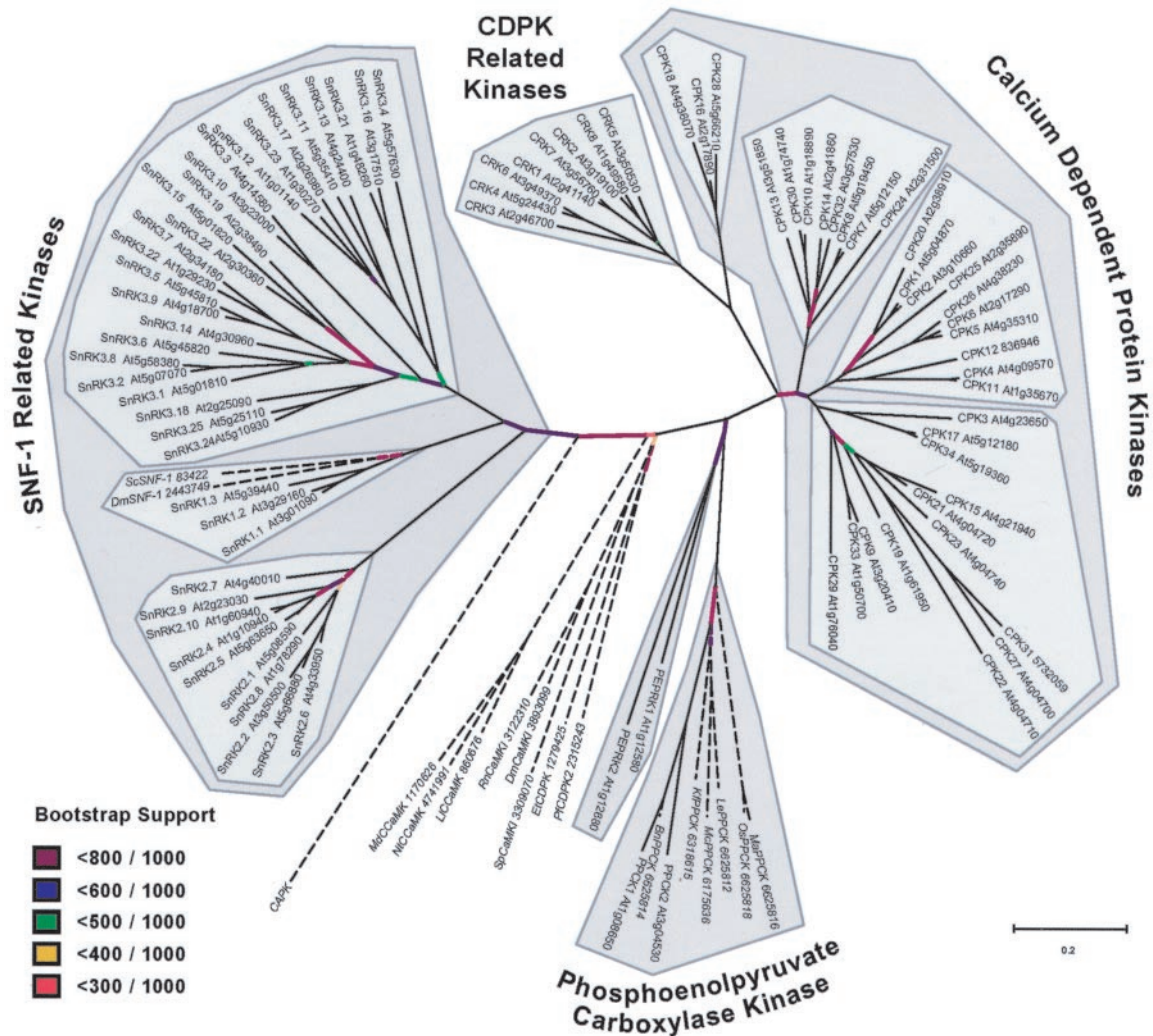 CDPK
Related
Kinases
Calcium Dependent Protein Kinases
SNF-1 Related Kinases
Phosphoenolpyruvate
Carboxylase Kinase
SnRK3.4 At5g57630
SnRK3.16 At3g17510
SnRK3.21 At1g48260
SnRK3.13 At4g24400
SnRK3.11 At5g35410
SnRK3.17 At2g26980
SnRK3.23 At1g30270
SnRK3.12 At1g01140
SnRK3.3 At4g14580
SnRK3.10 At3g23000
SnRK3.19 At2g38490
SnRK3.15 At5g01820
SnRK3.22 At2g30360
SnRK3.7 At2g34180
SnRK3.22 At1g29230
SnRK3.5 At5g45810
SnRK3.9 At4g18700
SnRK3.14 At4g30960
SnRK3.6 At5g45820
SnRK3.8 At5g58380
SnRK3.2 At5g07070
SnRK3.1 At5g01810
SnRK3.18 At2g25090
SnRK3.25 At5g25110
SnRK3.24At5g10930
ScSNF-1 83422
DmSNF-1 2443749
SnRK1.3 At5g39440
SnRK1.2 At3g29160
SnRK1.1 At3g01090
SnRK2.7 At4g40010
SnRK2.9 At2g23030
SnRK2.10 At1g60940
SnRK2.4 At1g10940
SnRK2.5 At5g63650
SnRK2.1 At5g08590
SnRK2.8 At1g78290
SnRK2.2 At3g50500
SnRK2.3 At5g66880
SnRK2.6 At4g33950
CRK5 At3g50530
CRK8 At1g49580
CRK2 At3g19100
CRK7 At3g56760
CRK1 At2g41140
CRK6 At5g49370
CRK4 At5g24430
CRK3 At2g46700
CPK28 At5g66210
CPK16 At2g17890
CPK18 At4g36070
CPK13 At3g51850
CPK30 At1g74740
CPK10 At1g18890
CPK14 At2g41860
CPK32 At3g57530
CPK8 At5g19450
CPK7 At5g12150
CPK24 At2g31500
CPK20 At2g38910
CPK1 At5g04870
CPK2 At3g10660
CPK25 At2g35890
CPK26 At4g38230
CPK6 At2g17290
CPK5 At4g35310
CPK12 836946
CPK4 At4g09570
CPK11 At1g35670
CPK3 At4g23650
CPK17 At5g12180
CPK34 At5g19360
CPK15 At4g21940
CPK21 At4g04720
CPK23 At4g04740
CPK19 At1g61950
CPK9 At3g20410
CPK33 At1g50700
CPK29 At1g76040
CPK31 5732059
CPK27 At4g04700
CPK22 At4g04710
CAPK
MdCCaMK 1170626
NtCCaMK 4741991
LlCCaMK 860676
RnCaMKI 3122310
DmCaMKI 3893099
SpCaMKI 3309070
EtCDPK 1279425
PfCDPK2 2315243
PEPRK1 At1g12580
PEPRK2 At1g12680
PPCK1 At1g08650
BnPPCK 6625814
PPCK2 At3g04530
KfPPCK 6318615
McPPCK 6175636
LePPCK 6625812
OsPPCK 6625818
MaPPCK 6625816
Bootstrap Support
<800 / 1000
<600 / 1000
<500 / 1000
<400 / 1000
<300 / 1000
0.2